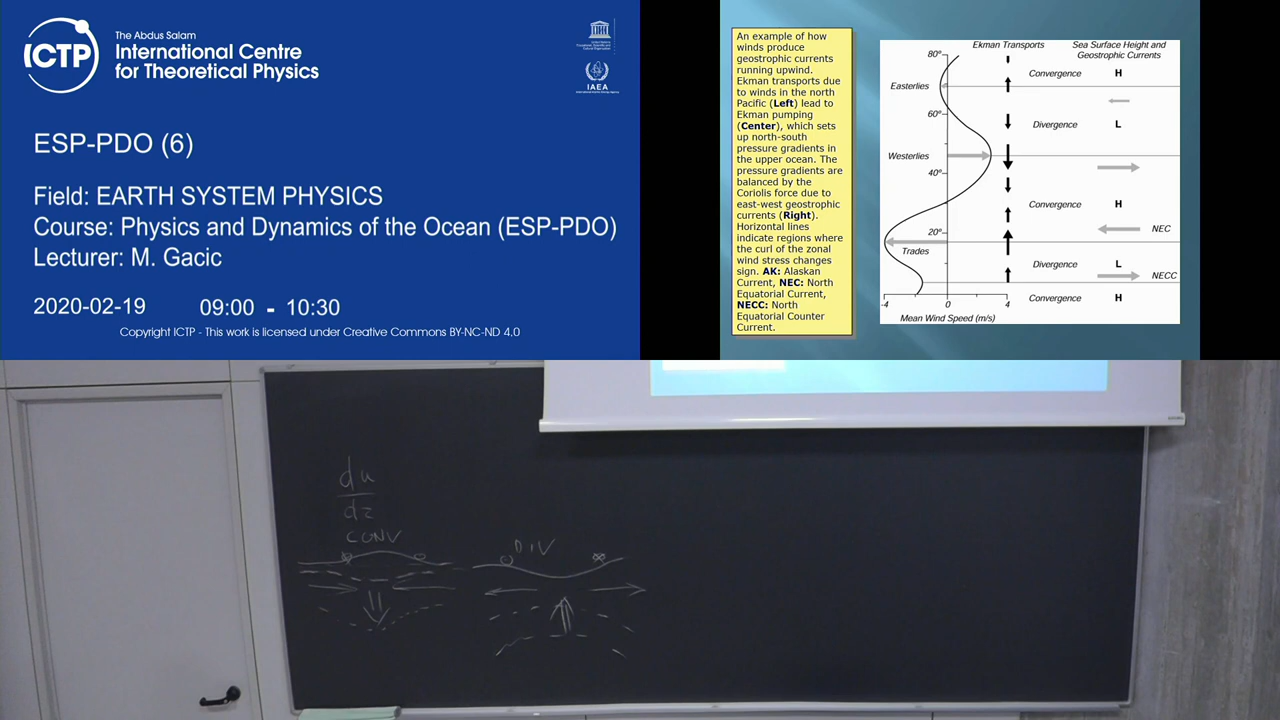 The Abdus Salam
International Centre
for Theoretical Physics
ICTP
IAEA
ESP-PDO (6)
Field: EARTH SYSTEM PHYSICS
Course: Physics and Dynamics of the Ocean (ESP-PDO)
Lecturer: M. Gacic
2020-02-19 09:00 - 10:30
Copyright ICTP - This work is licensed under Creative Commons BY-NC-ND 4.0
An example of how
winds produce
geostrophic currents
running upwind.
Ekman transports due
to winds in the north
Pacific (Left) lead to
Ekman pumping
(Center), which sets
up north-south
pressure gradients in
the upper ocean. The
pressure gradients are
balanced by the
Coriolis force due to
east-west geostrophic
currents (Right).
Horizontal lines
indicate regions where
the curl of the zonal
wind stress changes
sign. AK: Alaskan
Current, NEC: North
Equatorial Current,
NECC: North
Equatorial Counter
Current.
Ekman Transports
Sea Surface Height and
Geostrophic Currents
80°
Convergence H
Easterlies
60°
Divergence L
Westerlies
40°
Convergence H
20°
NEC
Trades
Divergence L
NECC
Convergence H
-4 0 4
Mean Wind Speed (m/s)
du
dz
CONV
DIV